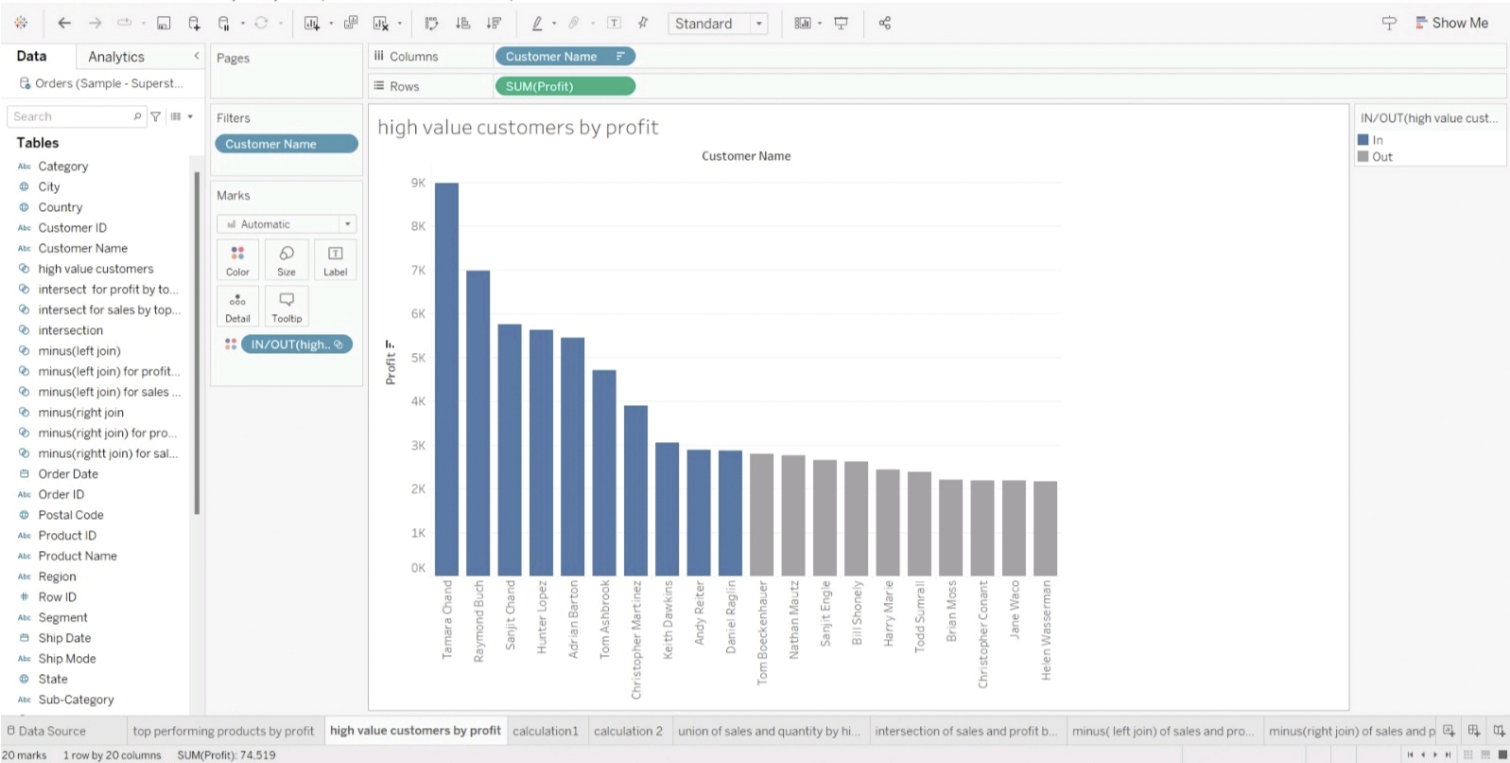 Standard
Show Me
Data
Analytics
Orders (Sample - Superst...
Search
Tables
Abc Category
City
Country
Abc Customer ID
Abc Customer Name
high value customers
intersect for profit by to...
intersect for sales by top...
intersection
minus(left join)
minus(left join) for profit...
minus(left join) for sales ...
minus(right join
minus(right join) for pro...
minus(rightt join) for sal...
Order Date
Abc Order ID
Postal Code
Abc Product ID
Abc Product Name
Abc Region
# Row ID
Abc Segment
Ship Date
Abc Ship Mode
State
Abc Sub-Category
Pages
Filters
Customer Name
Marks
Automatic
Color
Size
Label
Detail
Tooltip
IN/OUT(high..
iii Columns
Customer Name
Rows
SUM(Profit)
high value customers by profit
Customer Name
Profit
9K
8K
7K
6K
5K
4K
3K
2K
1K
0K
Tamara Chand
Raymond Buch
Sanjit Chand
Hunter Lopez
Adrian Barton
Tom Ashbrook
Christopher Martinez
Keith Dawkins
Andy Reiter
Daniel Raglin
Tom Boeckenhauer
Nathan Mautz
Sanjit Engle
Bill Shonely
Harry Marie
Todd Sumrall
Brian Moss
Christopher Conant
Jane Waco
Helen Wasserman
IN/OUT(high value cust...
In
Out
Data Source
top performing products by profit
high value customers by profit
calculation1
calculation 2
union of sales and quantity by hi...
intersection of sales and profit b...
minus( left join) of sales and pro...
minus(right join) of sales and p
20 marks
1 row by 20 columns
SUM(Profit): 74,519